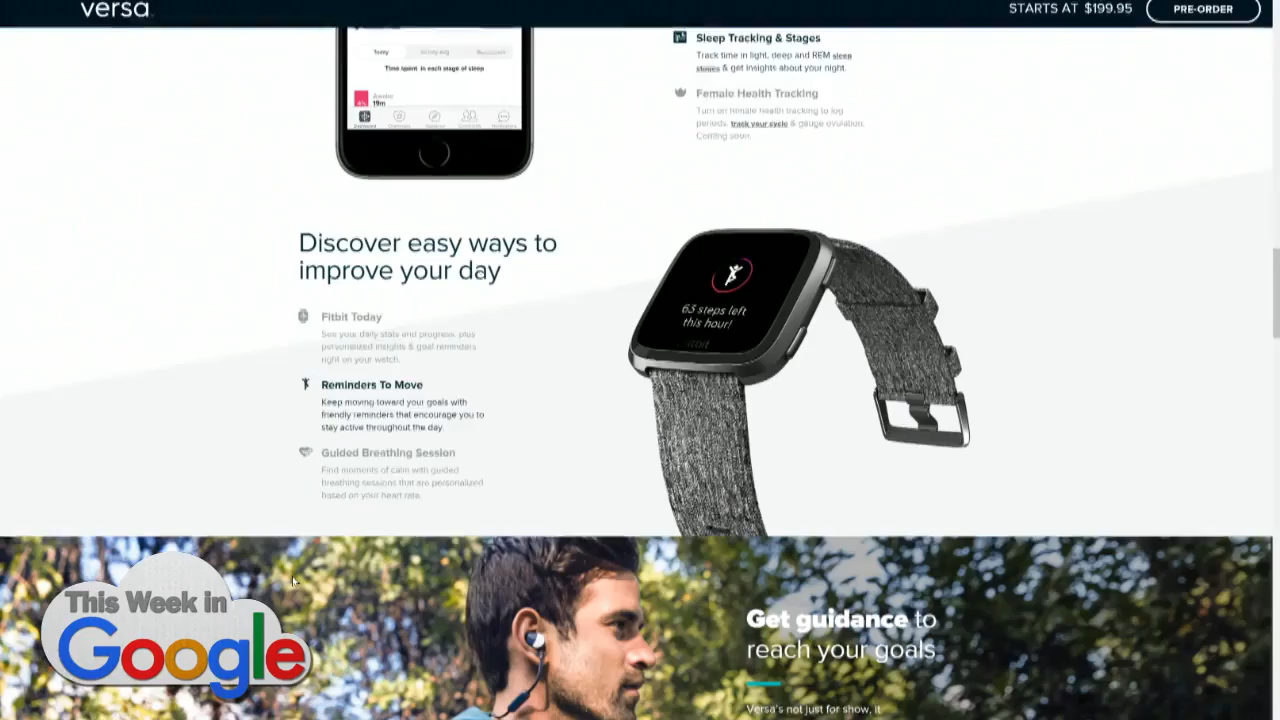 versa
STARTS AT $199.95
PRE-ORDER
Today
Time spent in each stage of sleep
Awake
19m
Sleep Tracking & Stages
Track time in light, deep and REM sleep
stages & get insights about your night.
Female Health Tracking
Turn on female health tracking to log
periods, track your cycle & gauge ovulation.
Coming soon.
Discover easy ways to
improve your day
Fitbit Today
See your daily stats and progress, plus
personalized insights & goal reminders
right on your watch.
Reminders To Move
Keep moving toward your goals with
friendly reminders that encourage you to
stay active throughout the day.
Guided Breathing Session
Find moments of calm with guided
breathing sessions that are personalized
based on your heart rate.
63 steps left
this hour!
fitbit
This Week in
Google
Get guidance to
reach your goals
Versa's not just for show, it